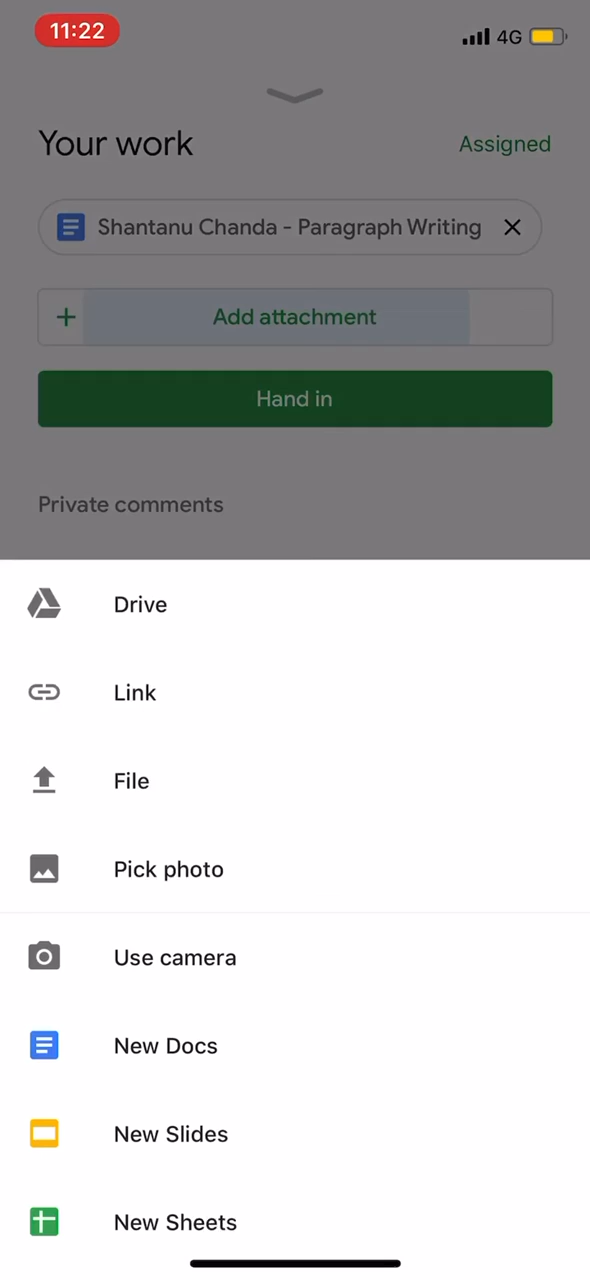 11:22 4G
Your work Assigned
Shantanu Chanda - Paragraph Writing
Add attachment
Hand in
Private comments
Drive
Link
File
Pick photo
Use camera
New Docs
New Slides
New Sheets